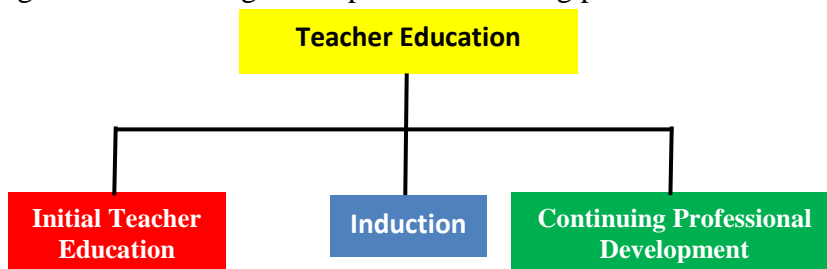 Teacher Education
Initial Teacher
Education
Induction
Continuing Professional
Development